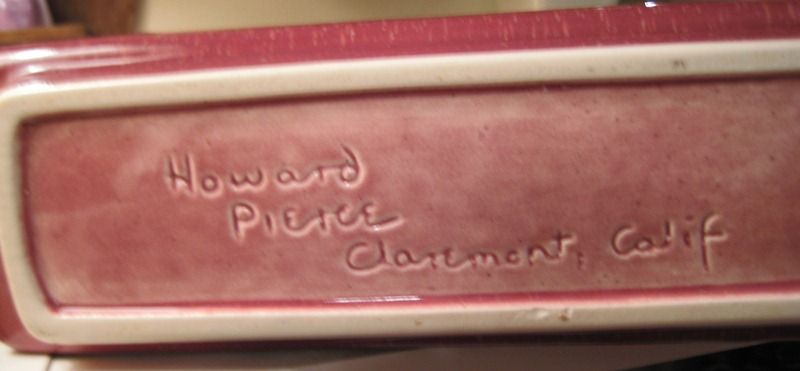 Howard
Pierce
Claremont, Calif